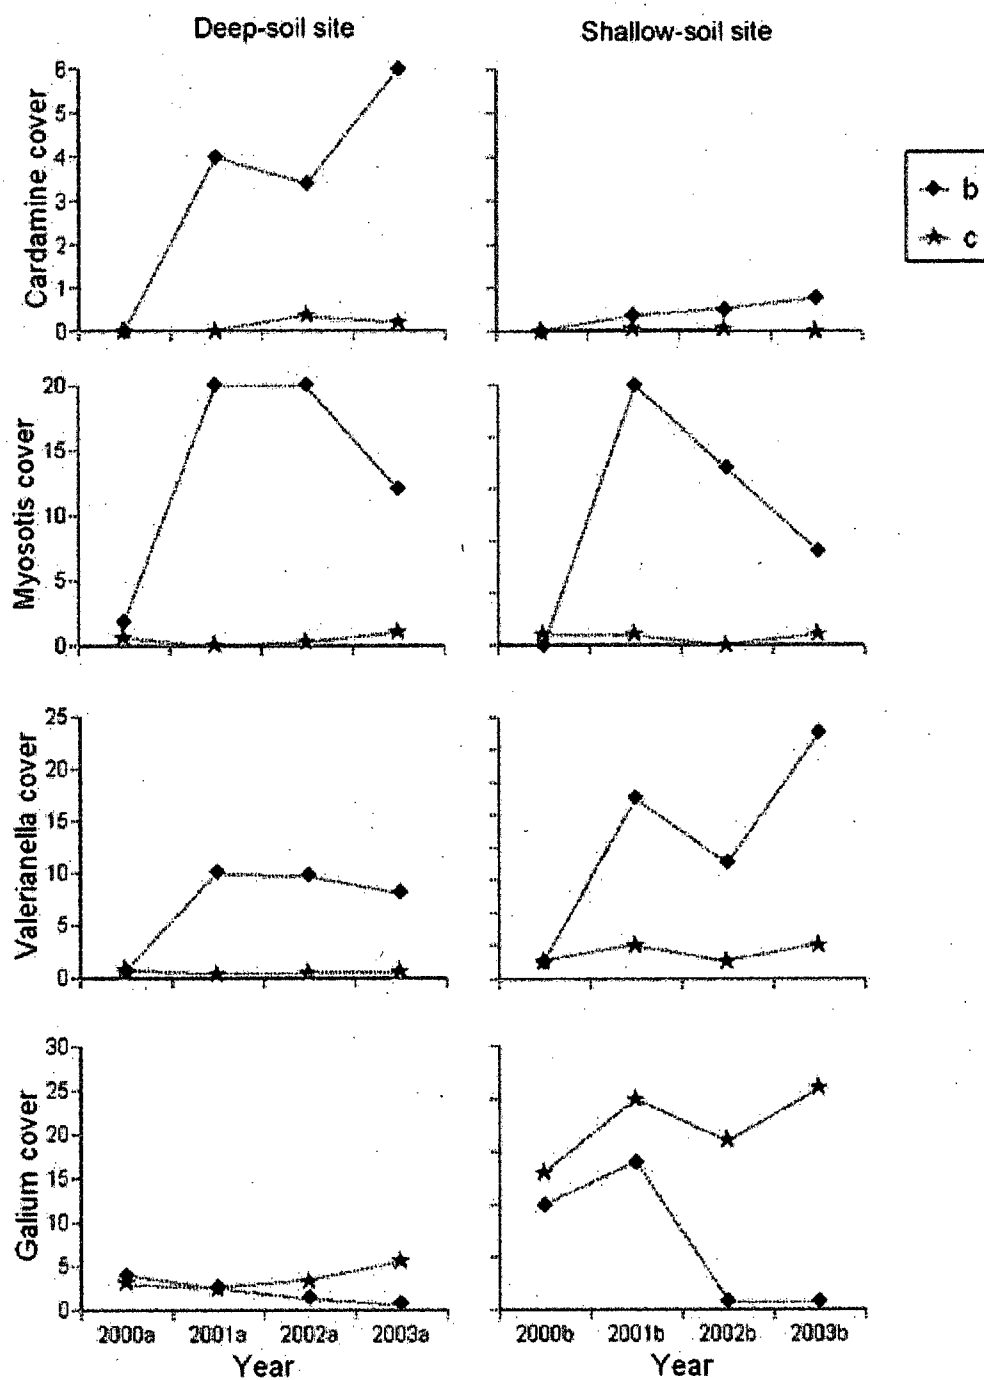 Deep-soil site
Shallow-soil site
Cardamine cover
6
5
4
3
2
1
0
b
c
Myosotis cover
20
15
10
5
0
Valerianella cover
25
20
15
10
5
0
Galium cover
30
25
20
15
10
5
0
2000a 2001a 2002a 2003a
Year
2000b 2001b 2002b 2003b
Year